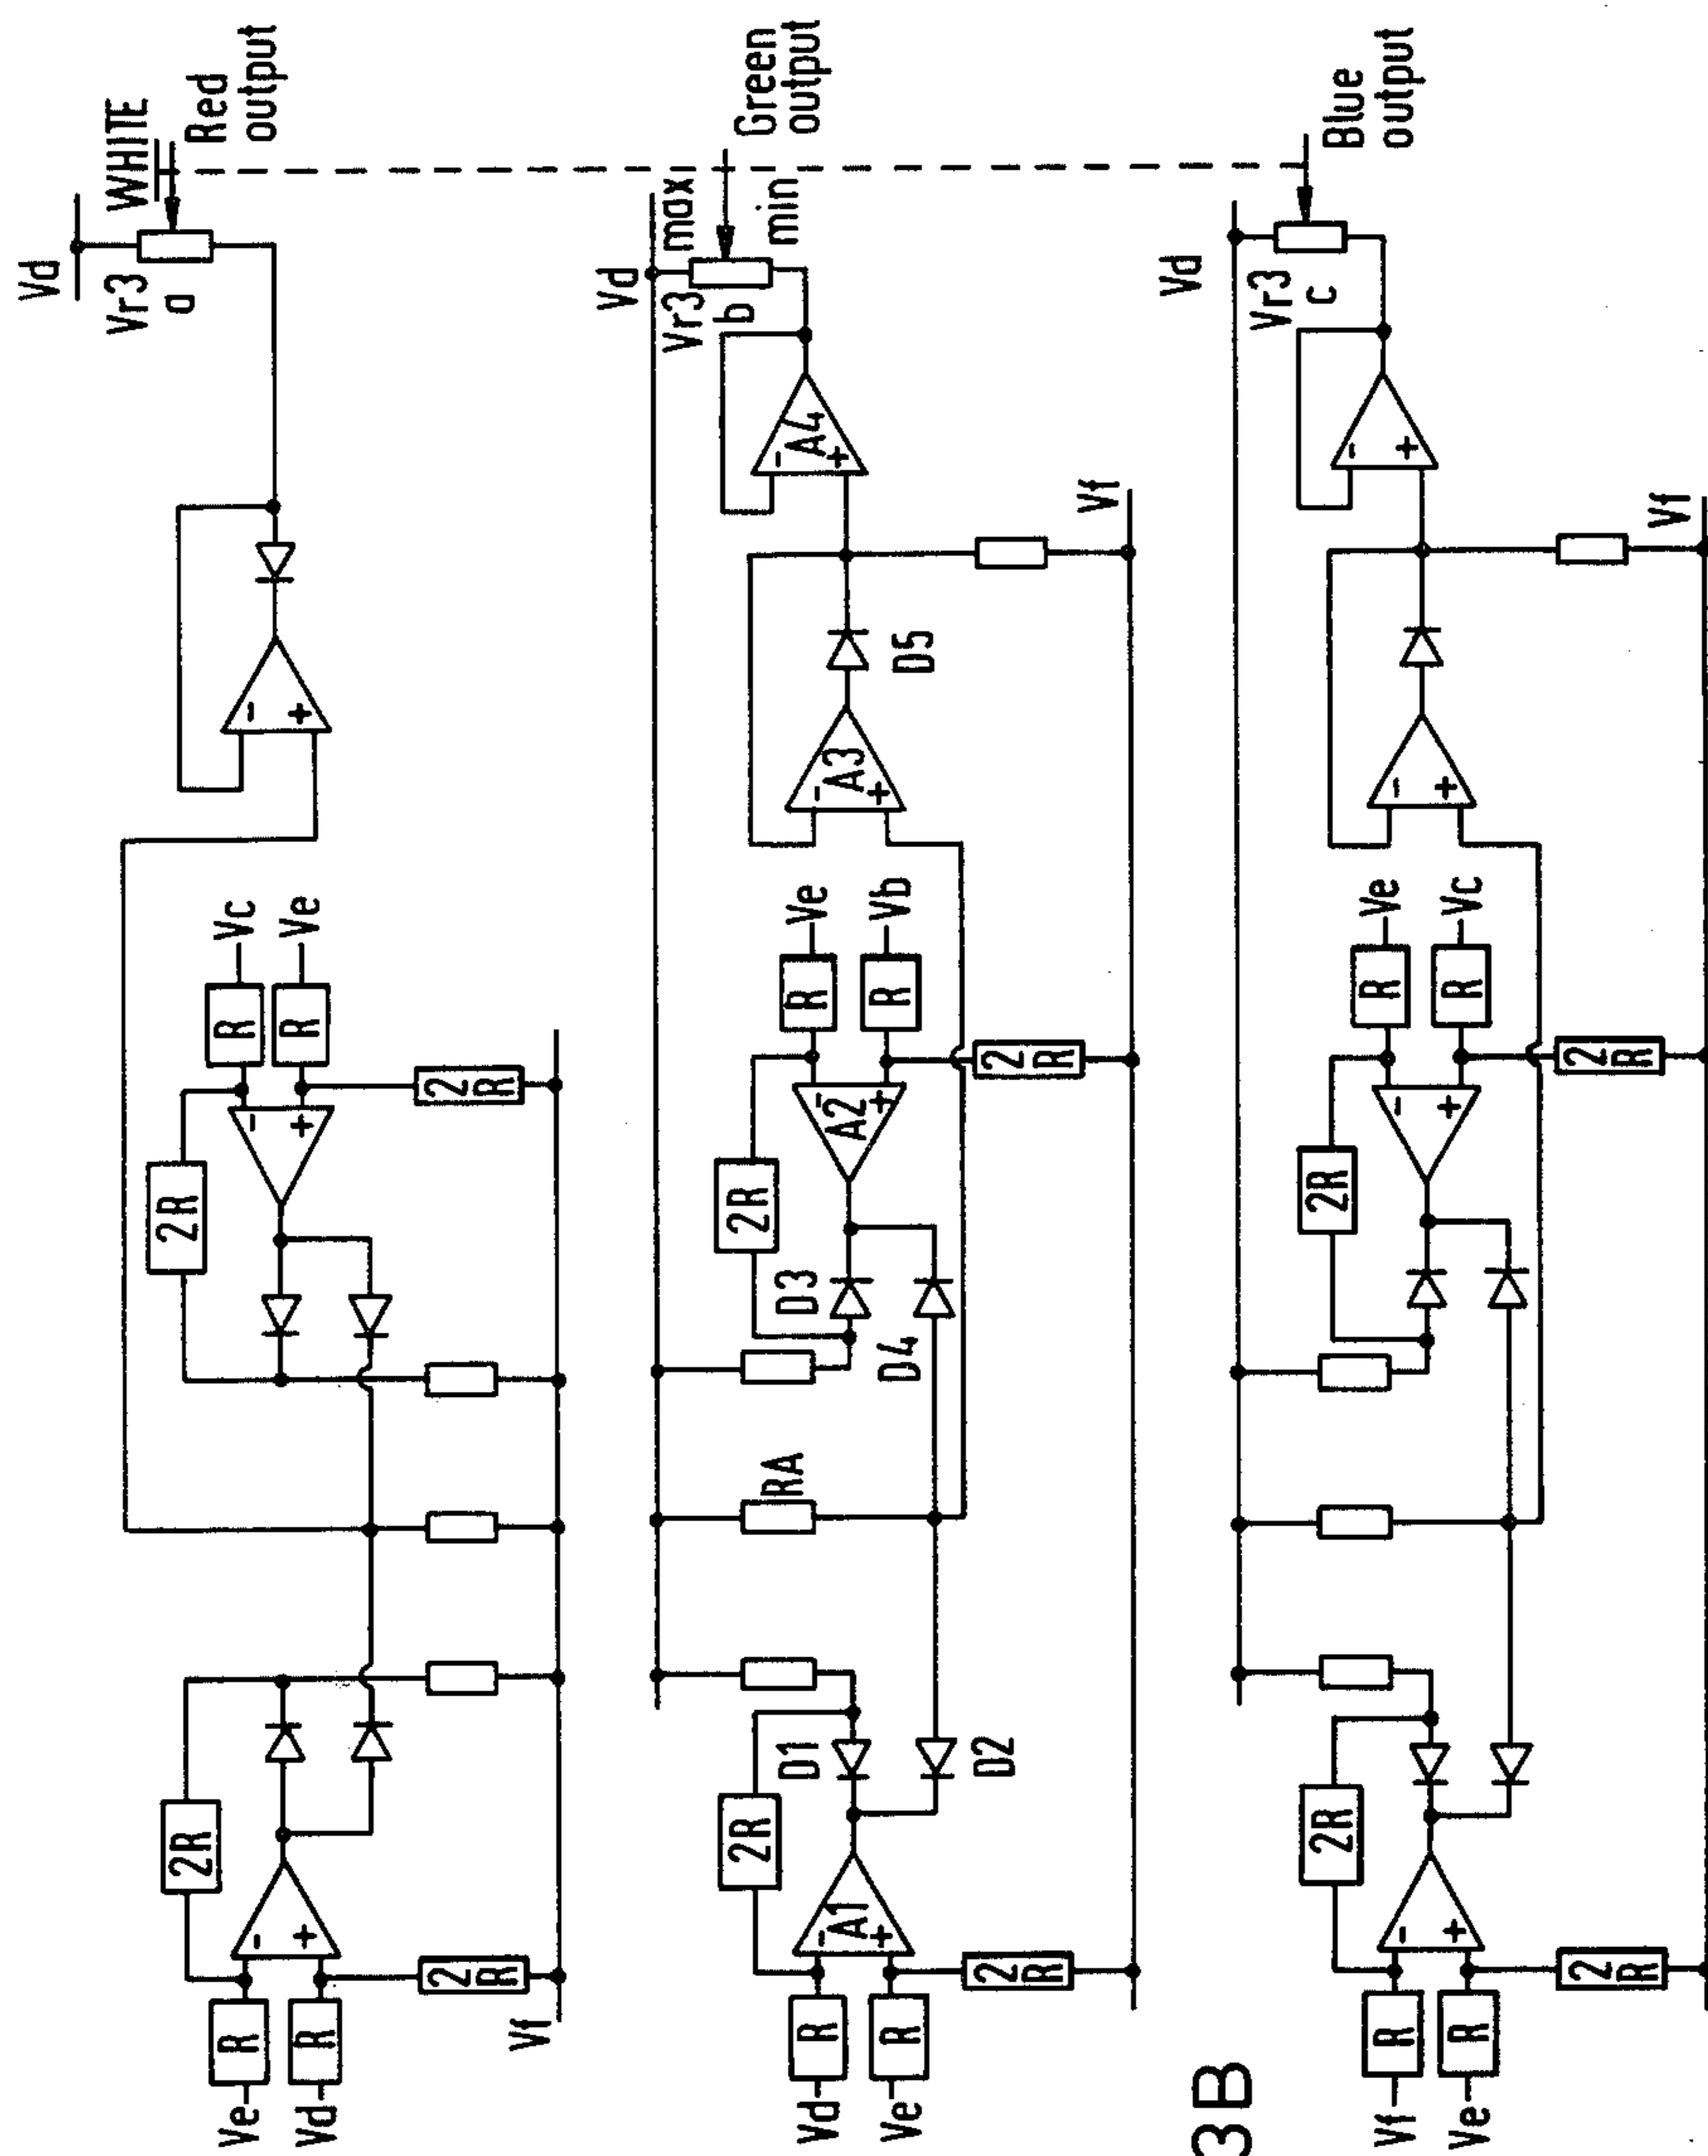 Vd
WHITE
Red
output
Vr3
a
-
+
Vc
Ve
R
R
-
+
2R
2R
2R
-
+
2R
R
R
Ve
Vd
Vf
Vd
max
min
Green
output
Vr3
b
A4
-
+
Vf
D5
A3
-
+
Ve
Vb
R
R
A2
-
+
2R
2R
D3
D4
RA
D1
D2
2R
A1
-
+
2R
R
R
Vd
Ve
Vd
Blue
output
Vr3
c
-
+
Vf
-
+
Ve
Vc
R
R
-
+
2R
2R
2R
-
+
2R
R
R
Vf
Ve
3B